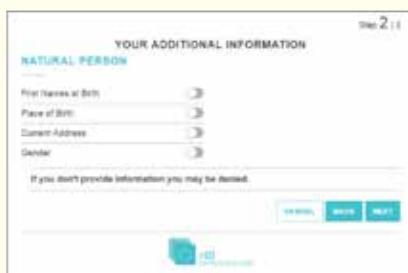 Step 2
YOUR ADDITIONAL INFORMATION
NATURAL PERSON
First Names at Birth
Place of Birth
Current Address
Gender
If you don't provide information you may be denied.
CANCEL BACK NEXT